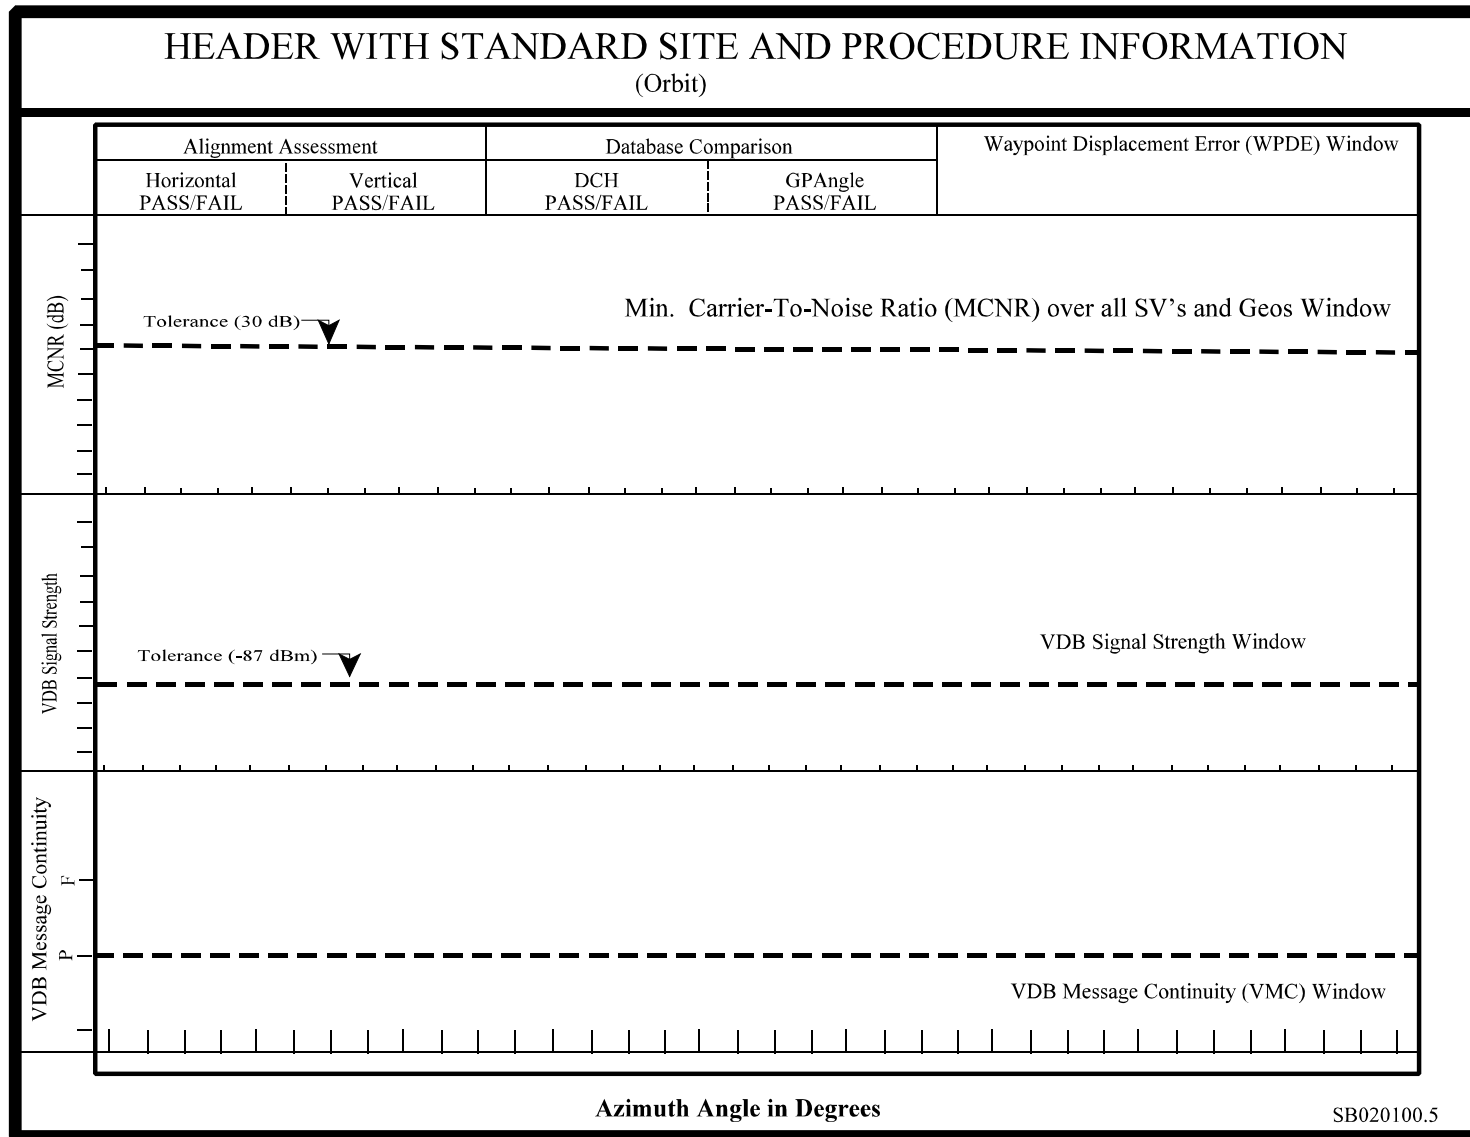 HEADER WITH STANDARD SITE AND PROCEDURE INFORMATION
(Orbit)
Alignment Assessment
Database Comparison
Waypoint Displacement Error (WPDE) Window
Horizontal
PASS/FAIL
Vertical
PASS/FAIL
DCH
PASS/FAIL
GPAngle
PASS/FAIL
MCNR (dB)
Tolerance (30 dB)
Min. Carrier-To-Noise Ratio (MCNR) over all SV's and Geos Window
VDB Signal Strength
Tolerance (-87 dBm)
VDB Signal Strength Window
VDB Message Continuity
F
P
VDB Message Continuity (VMC) Window
Azimuth Angle in Degrees
SB020100.5